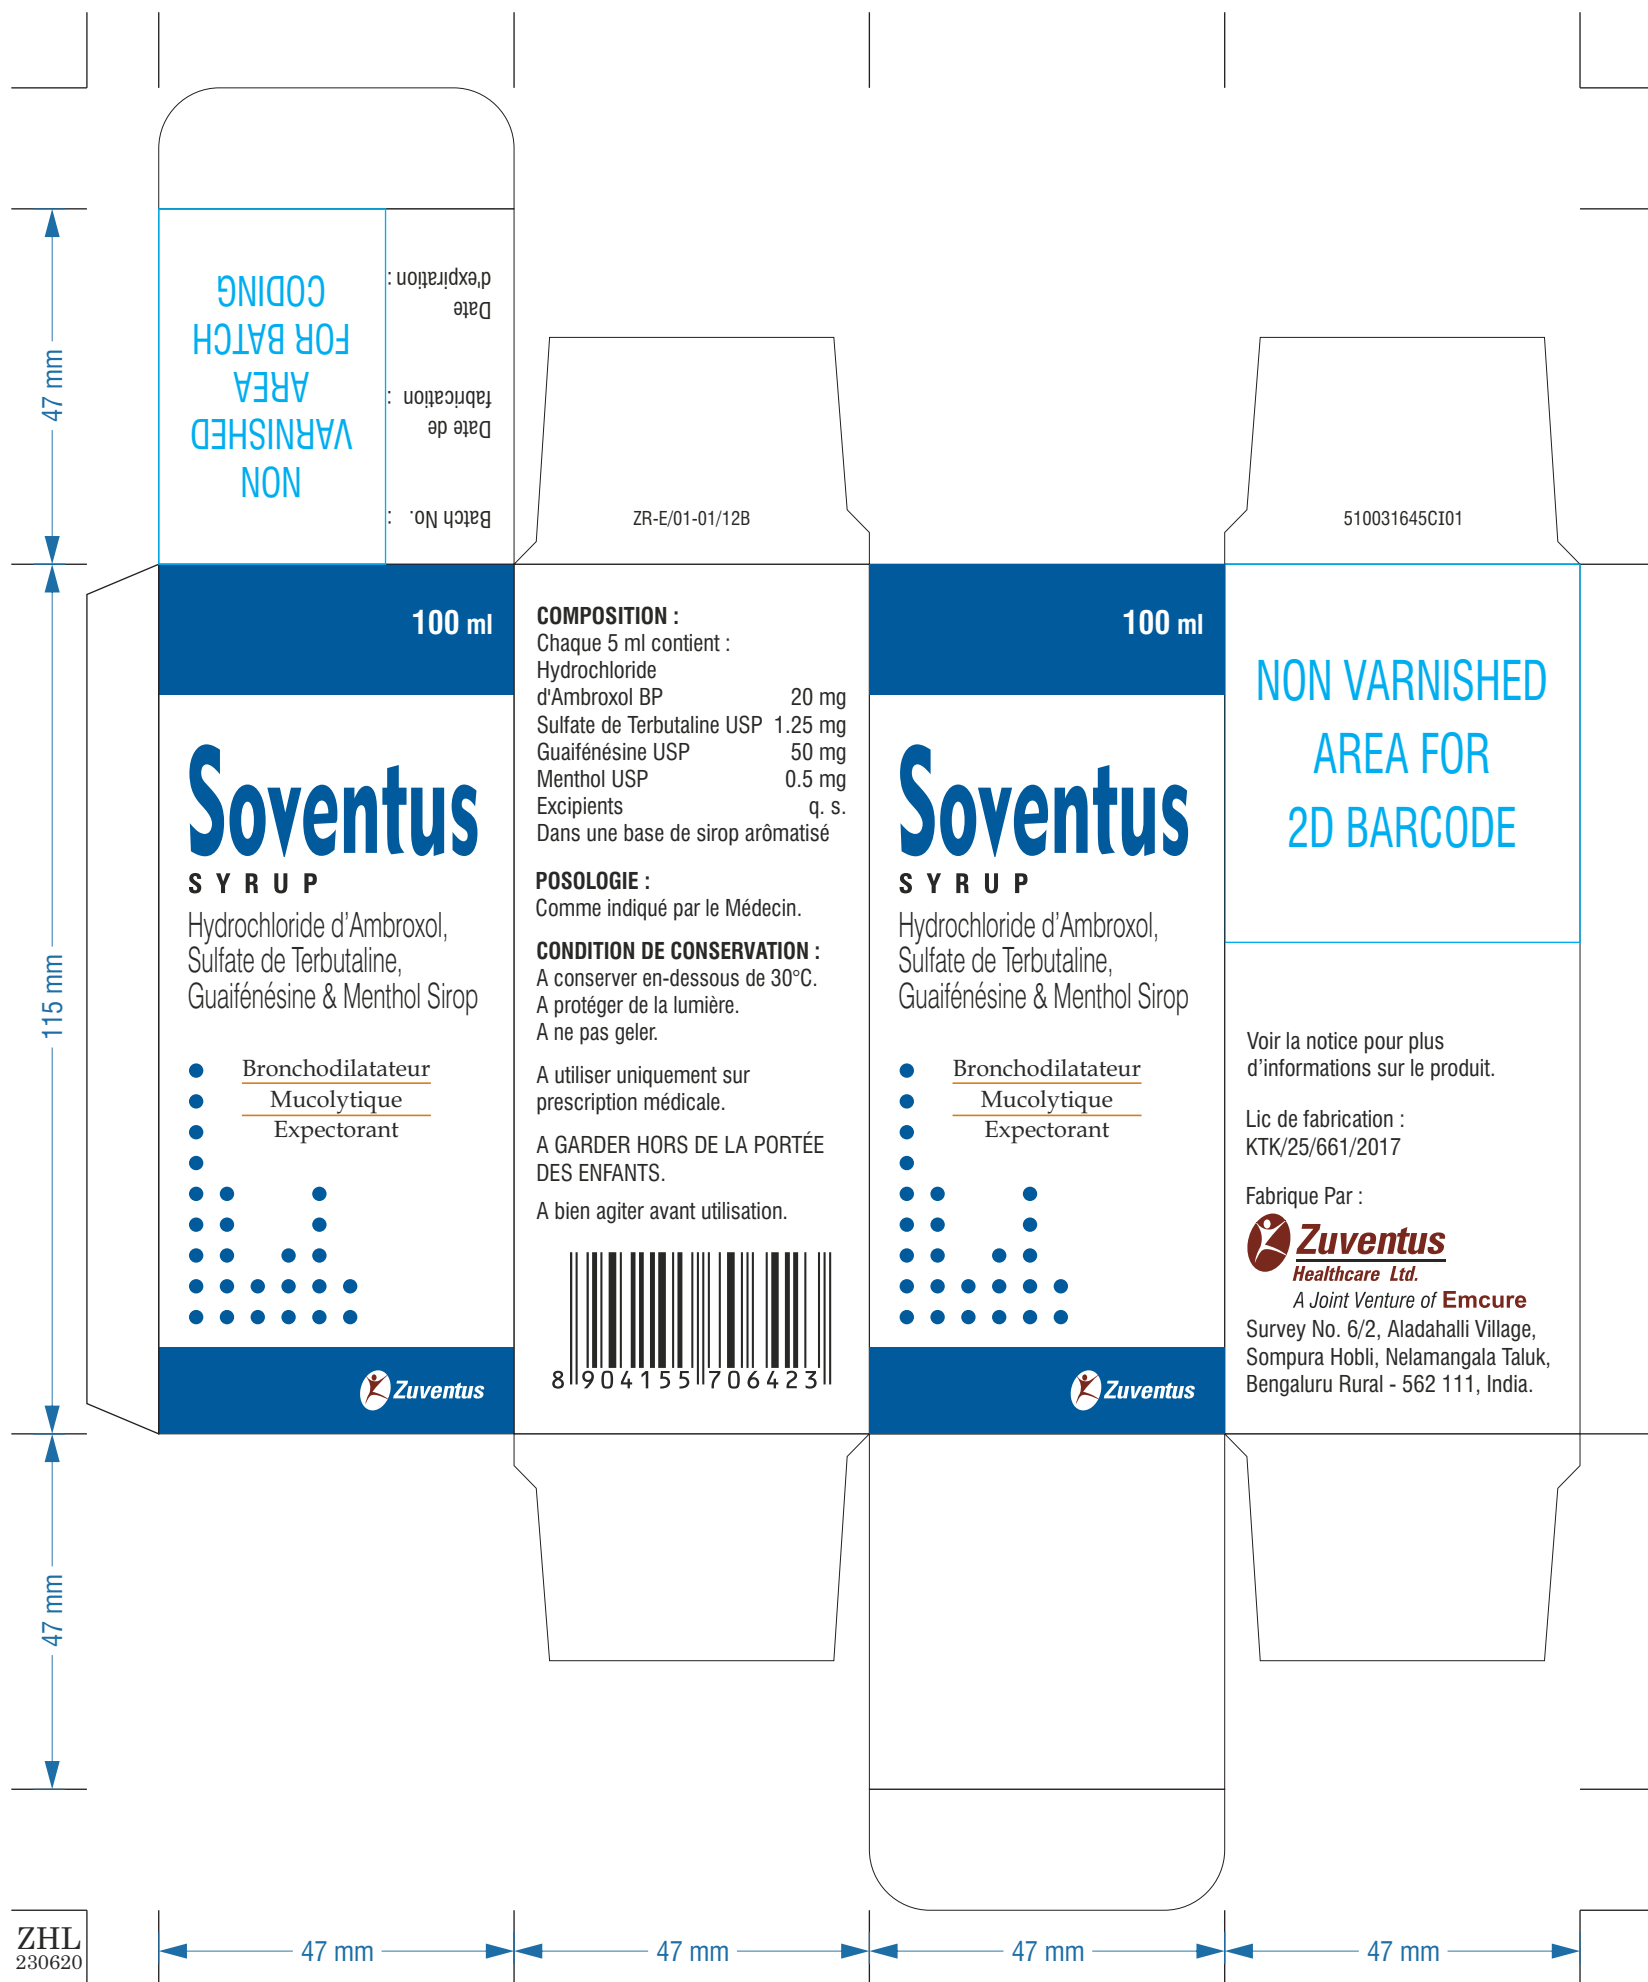 Batch No. :
Date de
fabrication :
Date
d'expiration :
NON
VARNISHED
AREA
FOR BATCH
CODING
47 mm
115 mm
47 mm
ZR-E/01-01/12B
510031645CI01
100 ml
Soventus
SYRUP
Hydrochloride d’Ambroxol,
Sulfate de Terbutaline,
Guaifénésine & Menthol Sirop
Bronchodilatateur
Mucolytique
Expectorant
Zuventus
COMPOSITION :
Chaque 5 ml contient :
Hydrochloride
d'Ambroxol BP 20 mg
Sulfate de Terbutaline USP 1.25 mg
Guaifénésine USP 50 mg
Menthol USP 0.5 mg
Excipients q. s.
Dans une base de sirop arômatisé
POSOLOGIE :
Comme indiqué par le Médecin.
CONDITION DE CONSERVATION :
A conserver en-dessous de 30°C.
A protéger de la lumière.
A ne pas geler.
A utiliser uniquement sur
prescription médicale.
A GARDER HORS DE LA PORTÉE
DES ENFANTS.
A bien agiter avant utilisation.
8 904155 706423
100 ml
Soventus
SYRUP
Hydrochloride d’Ambroxol,
Sulfate de Terbutaline,
Guaifénésine & Menthol Sirop
Bronchodilatateur
Mucolytique
Expectorant
Zuventus
NON VARNISHED
AREA FOR
2D BARCODE
Voir la notice pour plus
d’informations sur le produit.
Lic de fabrication :
KTK/25/661/2017
Fabrique Par :
Zuventus
Healthcare Ltd.
A Joint Venture of Emcure
Survey No. 6/2, Aladahalli Village,
Sompura Hobli, Nelamangala Taluk,
Bengaluru Rural - 562 111, India.
ZHL
230620
47 mm
47 mm
47 mm
47 mm